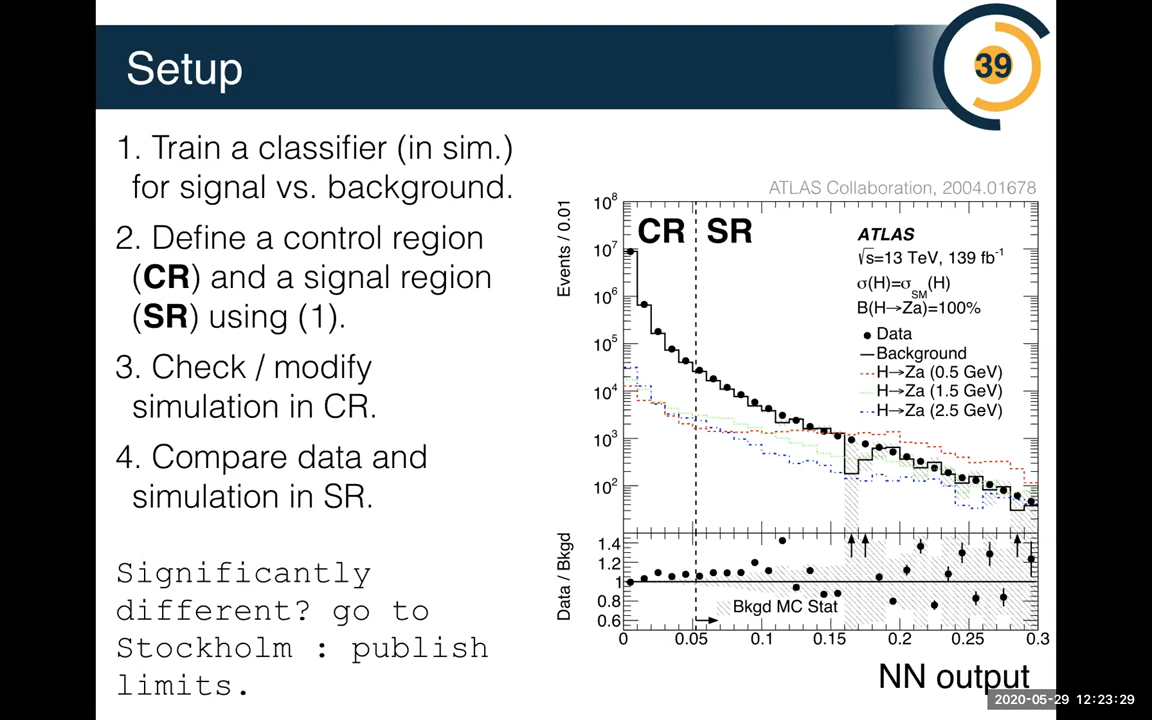 Setup
39
1. Train a classifier (in sim.)
for signal vs. background.
2. Define a control region
(CR) and a signal region
(SR) using (1).
3. Check / modify
simulation in CR.
4. Compare data and
simulation in SR.
Significantly
different? go to
Stockholm : publish
limits.
ATLAS Collaboration, 2004.01678
Events / 0.01
10⁸
10⁷
10⁶
10⁵
10⁴
10³
10²
CR SR
ATLAS
√s=13 TeV, 139 fb⁻¹
σ(H)=σSM(H)
B(H→Za)=100%
Data
Background
H→Za (0.5 GeV)
H→Za (1.5 GeV)
H→Za (2.5 GeV)
Data / Bkgd
1.4
1.2
1
0.8
0.6
Bkgd MC Stat
0 0.05 0.1 0.15 0.2 0.25 0.3
NN output
2020-05-29 12:23:29